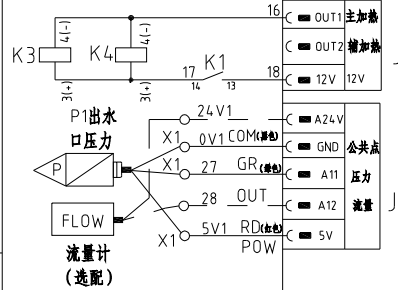 16 OUT1 主加热
4(-) 4(-)
K3 K4 OUT2 辅加热
K1
17 18 12V 12V
14 13
3(+) 3(+)
24V1 A24V
P1出水
口压力
X1 0V1 COM(黑色) GND 公共点
X1 27 GR(绿色) A11 压力
P
28 OUT A12 流量
FLOW
X1 5V1 RD(红色) 5V
POW
流量计
(选配)